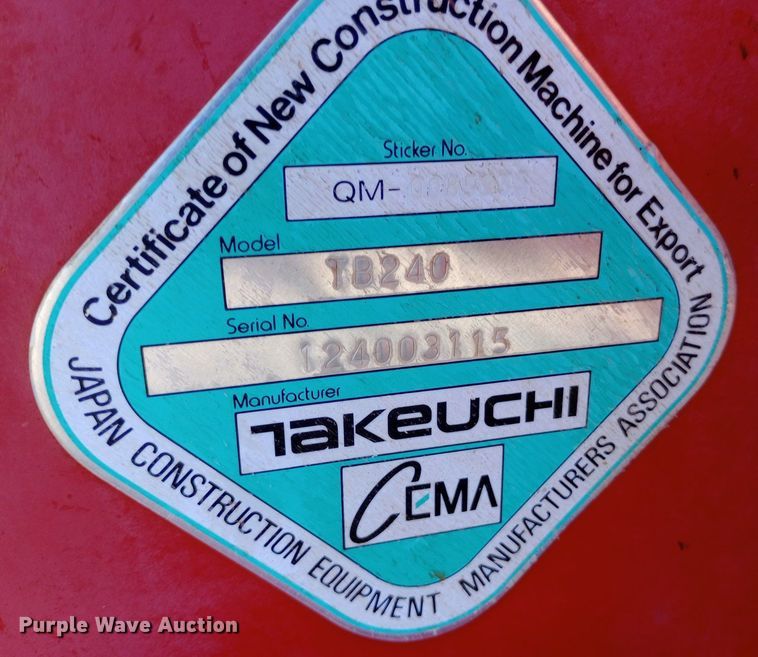 Certificate of New Construction Machine for Export
Sticker No.
QM-
Model
TB240
Serial No.
124003115
Manufacturer
TAKEUCHI
CEMA
JAPAN CONSTRUCTION EQUIPMENT MANUFACTURERS ASSOCIATION
Purple Wave Auction